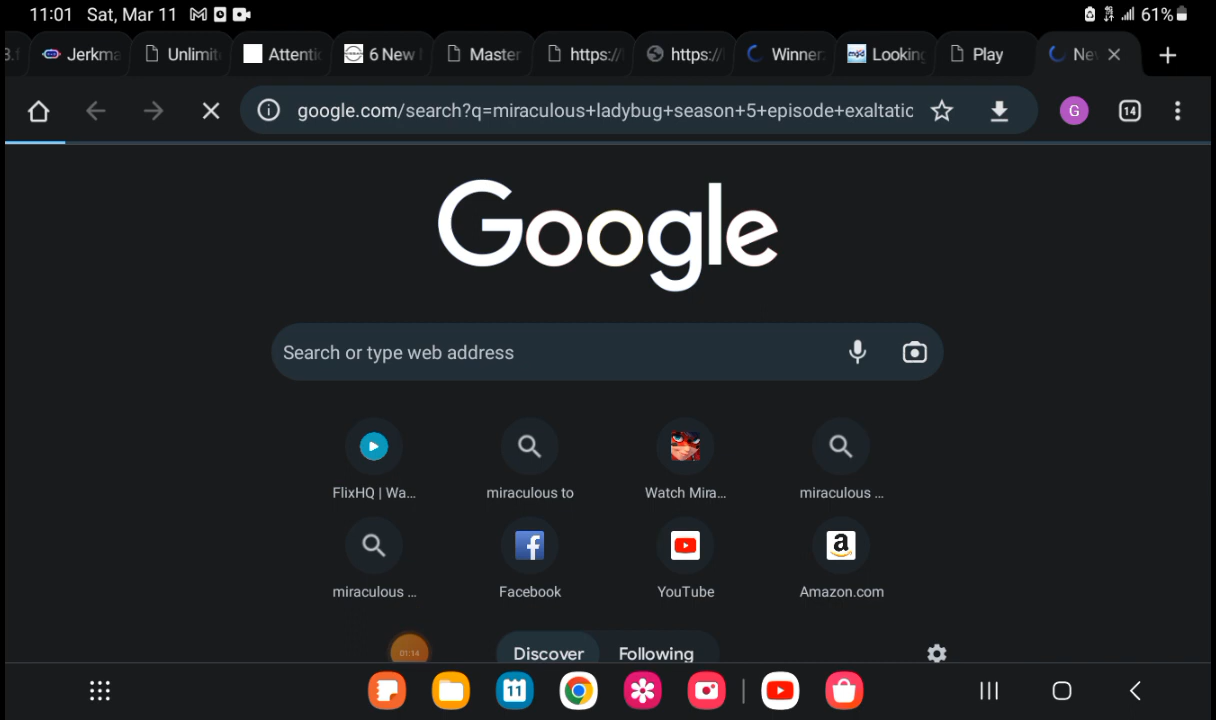 11:01 Sat, Mar 11 61%
Jerkma Unlimit Attentic 6 New Master https:// https:// Winner Looking Play Ne
google.com/search?q=miraculous+ladybug+season+5+episode+exaltatic G 14
Google
Search or type web address
FlixHQ | Wa... miraculous to Watch Mira... miraculous ...
miraculous ... Facebook YouTube Amazon.com
01:14 Discover Following
11